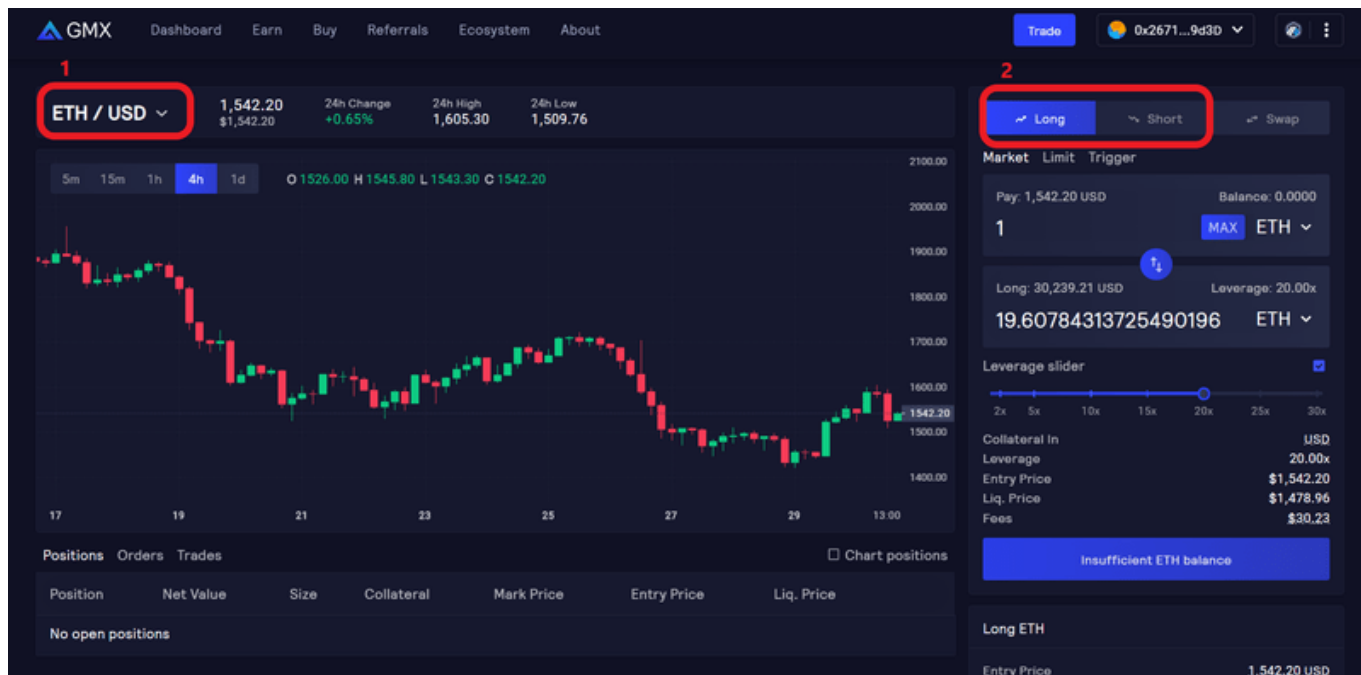 GMX Dashboard Earn Buy Referrals Ecosystem About Trade 0x2671...9d3D
1
2
ETH / USD
1,542.20 24h Change 24h High 24h Low
$1,542.20 +0.65% 1,605.30 1,509.76
5m 15m 1h 4h 1d O 1526.00 H 1545.80 L 1543.30 C 1542.20
2100.00
2000.00
1900.00
1800.00
1700.00
1600.00
1542.20
1500.00
1400.00
17 19 21 23 25 27 29 13:00
Positions Orders Trades Chart positions
Position Net Value Size Collateral Mark Price Entry Price Liq. Price
No open positions
Long Short Swap
Market Limit Trigger
Pay: 1,542.20 USD Balance: 0.0000
1 MAX ETH
Long: 30,239.21 USD Leverage: 20.00x
19.60784313725490196 ETH
Leverage slider
2x 5x 10x 15x 20x 25x 30x
Collateral In USD
Leverage 20.00x
Entry Price $1,542.20
Liq. Price $1,478.96
Fees $30.23
Insufficient ETH balance
Long ETH
Entry Price 1,542.20 USD